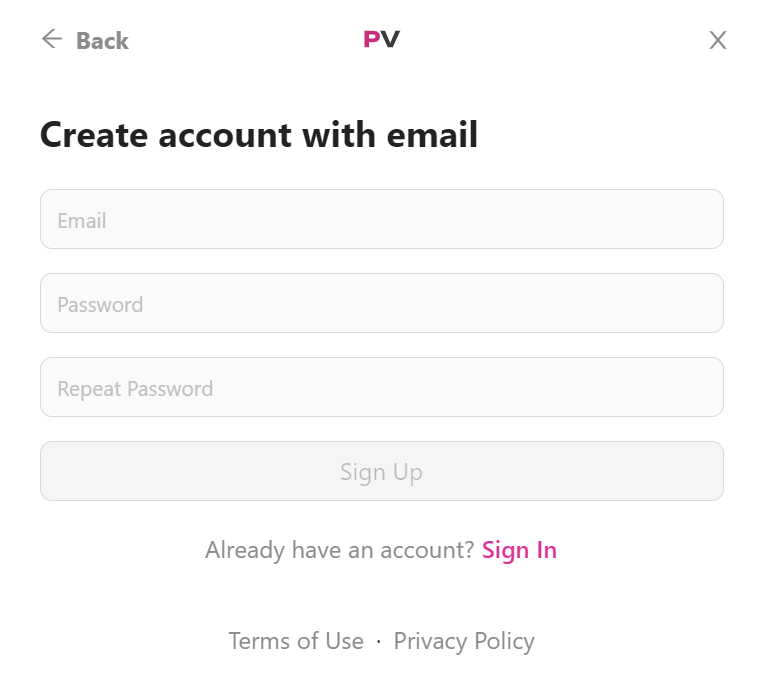 Back
PV
X
Create account with email
Email
Password
Repeat Password
Sign Up
Already have an account? Sign In
Terms of Use · Privacy Policy